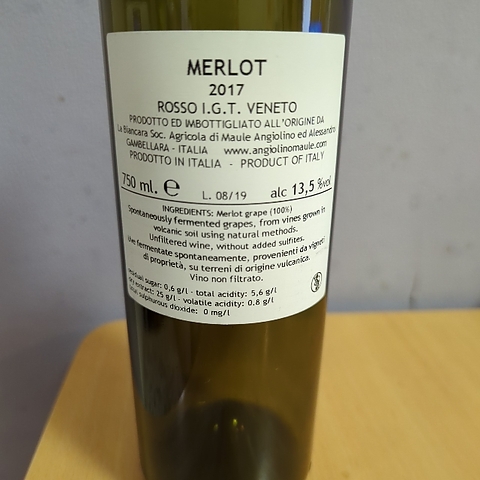 MERLOT
2017
ROSSO I.G.T. VENETO
PRODOTTO ED IMBOTTIGLIATO ALL'ORIGINE DA
La Biancara Soc. Agricola di Maule Angiolino ed Alessandro
GAMBELLARA - ITALIA www.angiolinomaule.com
PRODOTTO IN ITALIA - PRODUCT OF ITALY
750 ml. ℮ L. 08/19 alc 13,5 %vol
INGREDIENTS: Merlot grape (100%)
Spontaneously fermented grapes, from vines grown in
volcanic soil using natural methods.
Unfiltered wine, without added sulfites.
Uve fermentate spontaneamente, provenienti da vigneti
di proprietà, su terreni di origine vulcanica.
Vino non filtrato.
residual sugar: 0,6 g/l - total acidity: 5,6 g/l
dry extract: 25 g/l - volatile acidity: 0.8 g/l
total sulphurous dioxide: 0 mg/l